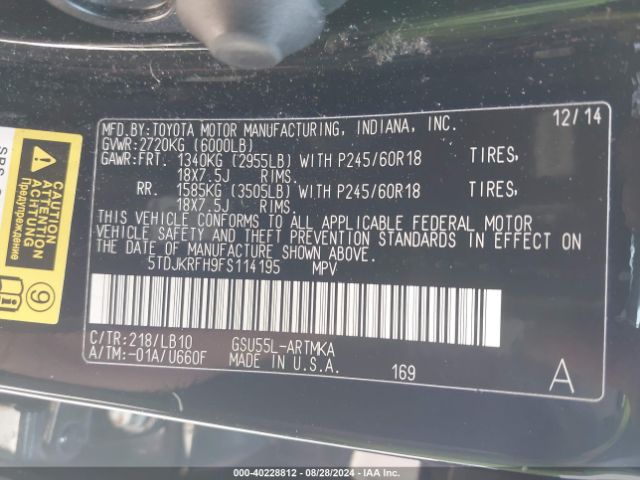 MFD.BY:TOYOTA MOTOR MANUFACTURING, INDIANA, INC. 12/14
GVWR:2720KG (6000LB)
GAWR:FRT. 1340KG (2955LB) WITH P245/60R18 TIRES,
18X7.5J RIMS.
RR. 1585KG (3505LB) WITH P245/60R18 TIRES,
18X7.5J RIMS.
THIS VEHICLE CONFORMS TO ALL APPLICABLE FEDERAL MOTOR
VEHICLE SAFETY AND THEFT PREVENTION STANDARDS IN EFFECT ON
THE DATE OF MANUFACTURE SHOWN ABOVE.
5TDJKRFH9FS114195 MPV
C/TR:218/LB10 GSU55L-ARTMKA
A/TM:-01A/U660F MADE IN U.S.A.
169
A
CAUTION
ATTENTION
ACHTUNG
Предупреждение
9
000-40228812 - 08/28/2024 - IAAI.COM